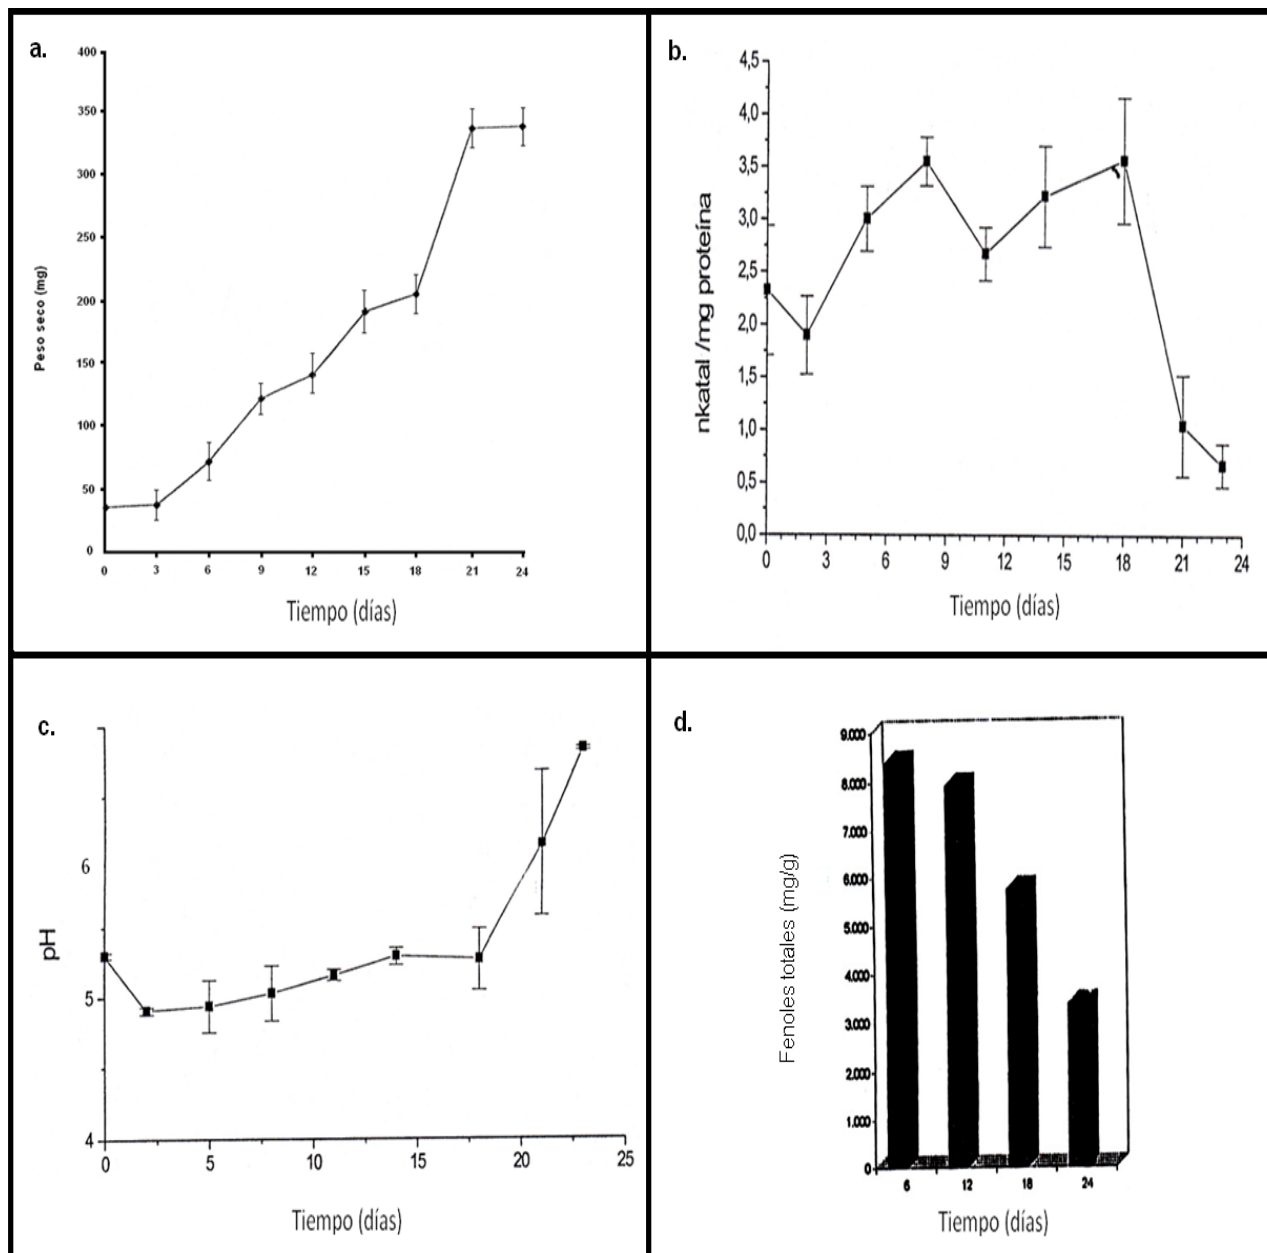 a.
400
350
300
250
200
150
100
50
0
Peso seco (mg)
0 3 6 9 12 15 18 21 24
Tiempo (días)
b.
4,5
4,0
3,5
3,0
2,5
2,0
1,5
1,0
0,5
0,0
nkatal /mg proteína
0 3 6 9 12 15 18 21 24
Tiempo (días)
c.
6
5
4
pH
0 5 10 15 20 25
Tiempo (días)
d.
9.000
8.000
7.000
6.000
5.000
4.000
3.000
2.000
1.000
0
Fenoles totales (mg/g)
6 12 18 24
Tiempo (días)